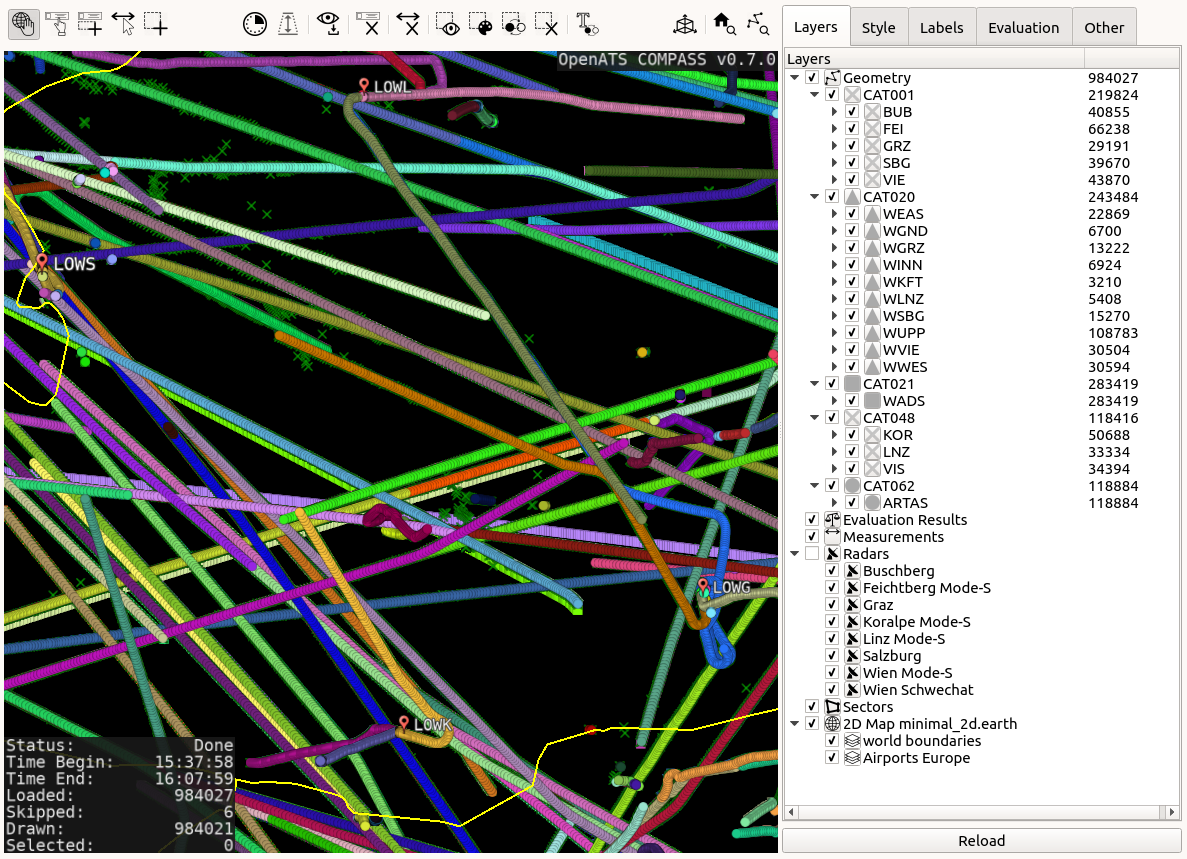 Layers Style Labels Evaluation Other
OpenATS COMPASS v0.7.0
LOWL
LOWS
LOWG
LOWK
Status: Done
Time Begin: 15:37:58
Time End: 16:07:59
Loaded: 984027
Skipped: 6
Drawn: 984021
Selected: 0
Layers
Geometry 984027
CAT001 219824
BUB 40855
FEI 66238
GRZ 29191
SBG 39670
VIE 43870
CAT020 243484
WEAS 22869
WGND 6700
WGRZ 13222
WINN 6924
WKFT 3210
WLNZ 5408
WSBG 15270
WUPP 108783
WVIE 30504
WWES 30594
CAT021 283419
WADS 283419
CAT048 118416
KOR 50688
LNZ 33334
VIS 34394
CAT062 118884
ARTAS 118884
Evaluation Results
Measurements
Radars
Buschberg
Feichtberg Mode-S
Graz
Koralpe Mode-S
Linz Mode-S
Salzburg
Wien Mode-S
Wien Schwechat
Sectors
2D Map minimal_2d.earth
world boundaries
Airports Europe
Reload